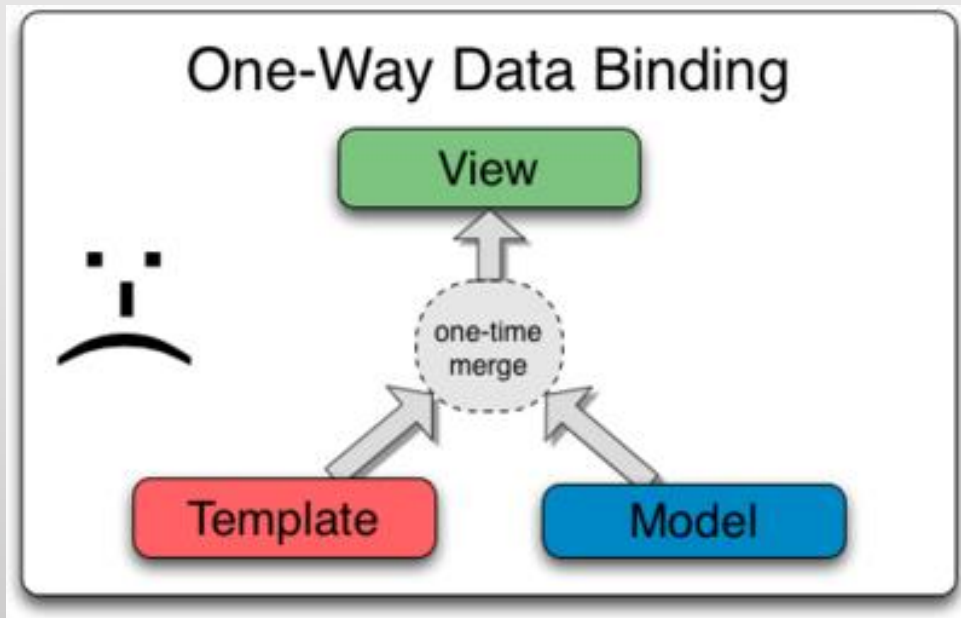 One-Way Data Binding
View
one-time
merge
Template
Model